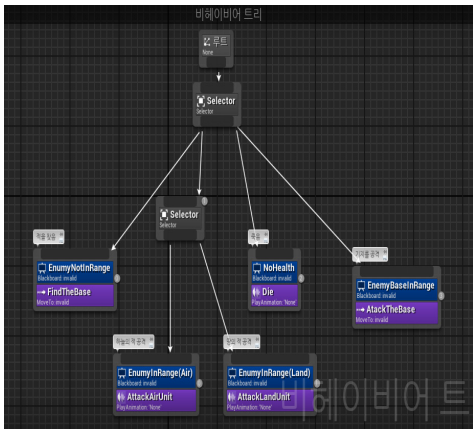 비헤이비어 트리
루트
None
Selector
Selector
Selector
Selector
적을 찾음
EnumyNotInRange
Blackboard: invalid
FindTheBase
MoveTo: invalid
죽음
NoHealth
Blackboard: invalid
Die
PlayAnimation: 'None'
기지를 공격
EnumyBaseInRange
Blackboard: invalid
AtackTheBase
MoveTo: invalid
하늘의 적 공격
EnumyInRange(Air)
Blackboard: invalid
AttackAirUnit
PlayAnimation: 'None'
땅의 적 공격
EnumyInRange(Land)
Blackboard: invalid
AttackLandUnit
PlayAnimation: 'None'
비헤이비어 트